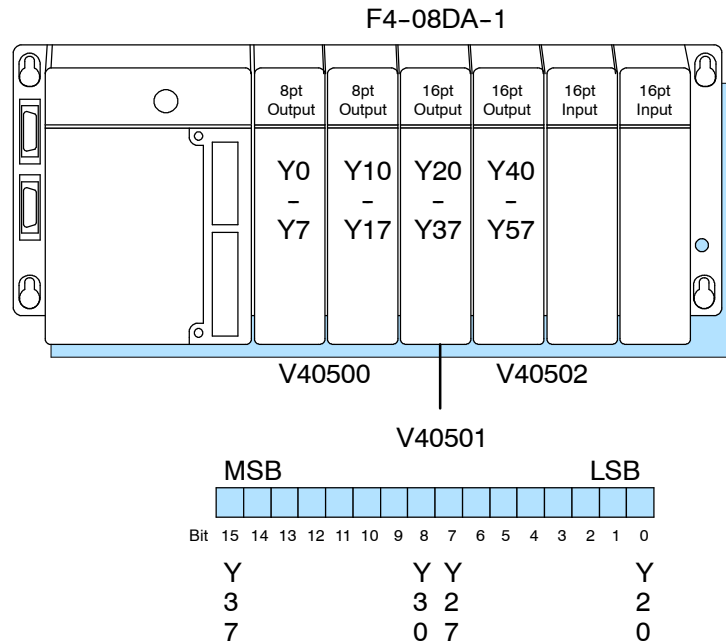 F4-08DA-1
8pt 8pt 16pt 16pt 16pt 16pt
Output Output Output Output Input Input
Y0 Y10 Y20 Y40
- - - -
Y7 Y17 Y37 Y57
V40500 V40502
V40501
MSB LSB
Bit 15 14 13 12 11 10 9 8 7 6 5 4 3 2 1 0
Y Y Y Y
3 3 2 2
7 0 7 0